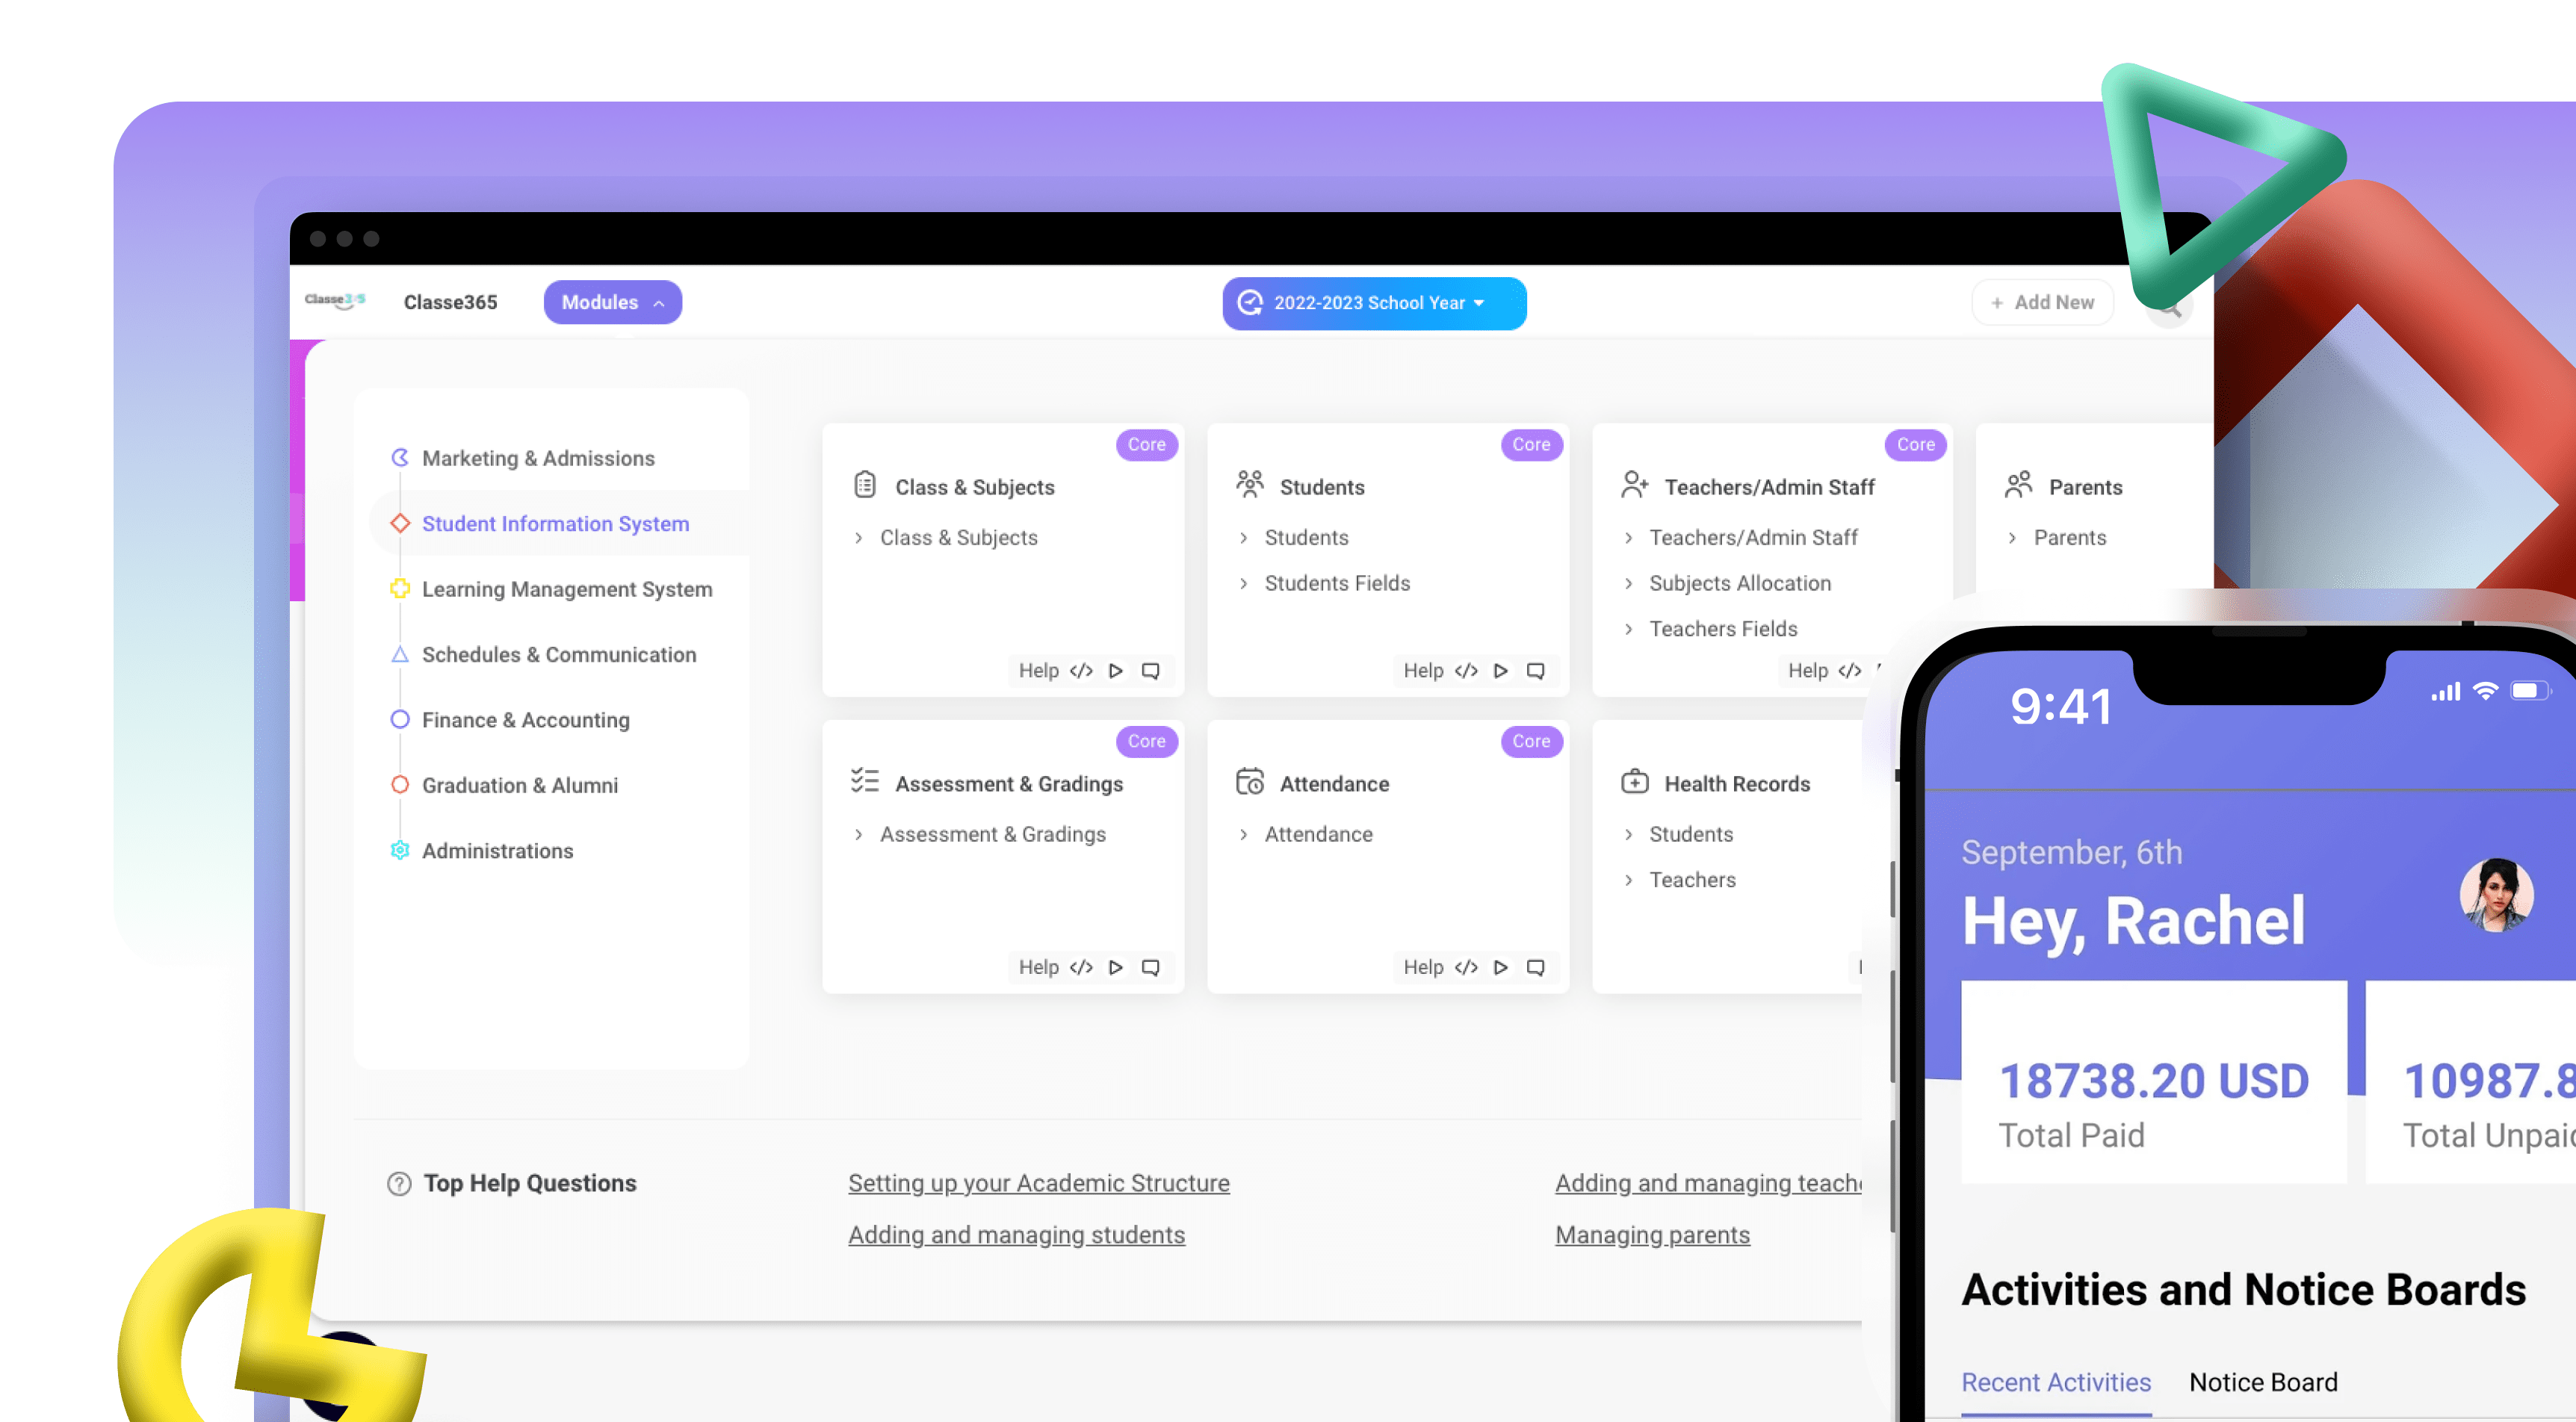 Classe365
Classe365
Modules
2022-2023 School Year
+ Add New
Marketing & Admissions
Student Information System
Learning Management System
Schedules & Communication
Finance & Accounting
Graduation & Alumni
Administrations
Core
Class & Subjects
Class & Subjects
Help
Core
Students
Students
Students Fields
Help
Core
Teachers/Admin Staff
Teachers/Admin Staff
Subjects Allocation
Teachers Fields
Help
Parents
Parents
Core
Assessment & Gradings
Assessment & Gradings
Help
Core
Attendance
Attendance
Help
Health Records
Students
Teachers
Top Help Questions
Setting up your Academic Structure
Adding and managing students
Adding and managing
Managing parents
9:41
September, 6th
Hey, Rachel
18738.20 USD
Total Paid
10987.8
Total
Activities and Notice Boards
Recent Activities
Notice Board